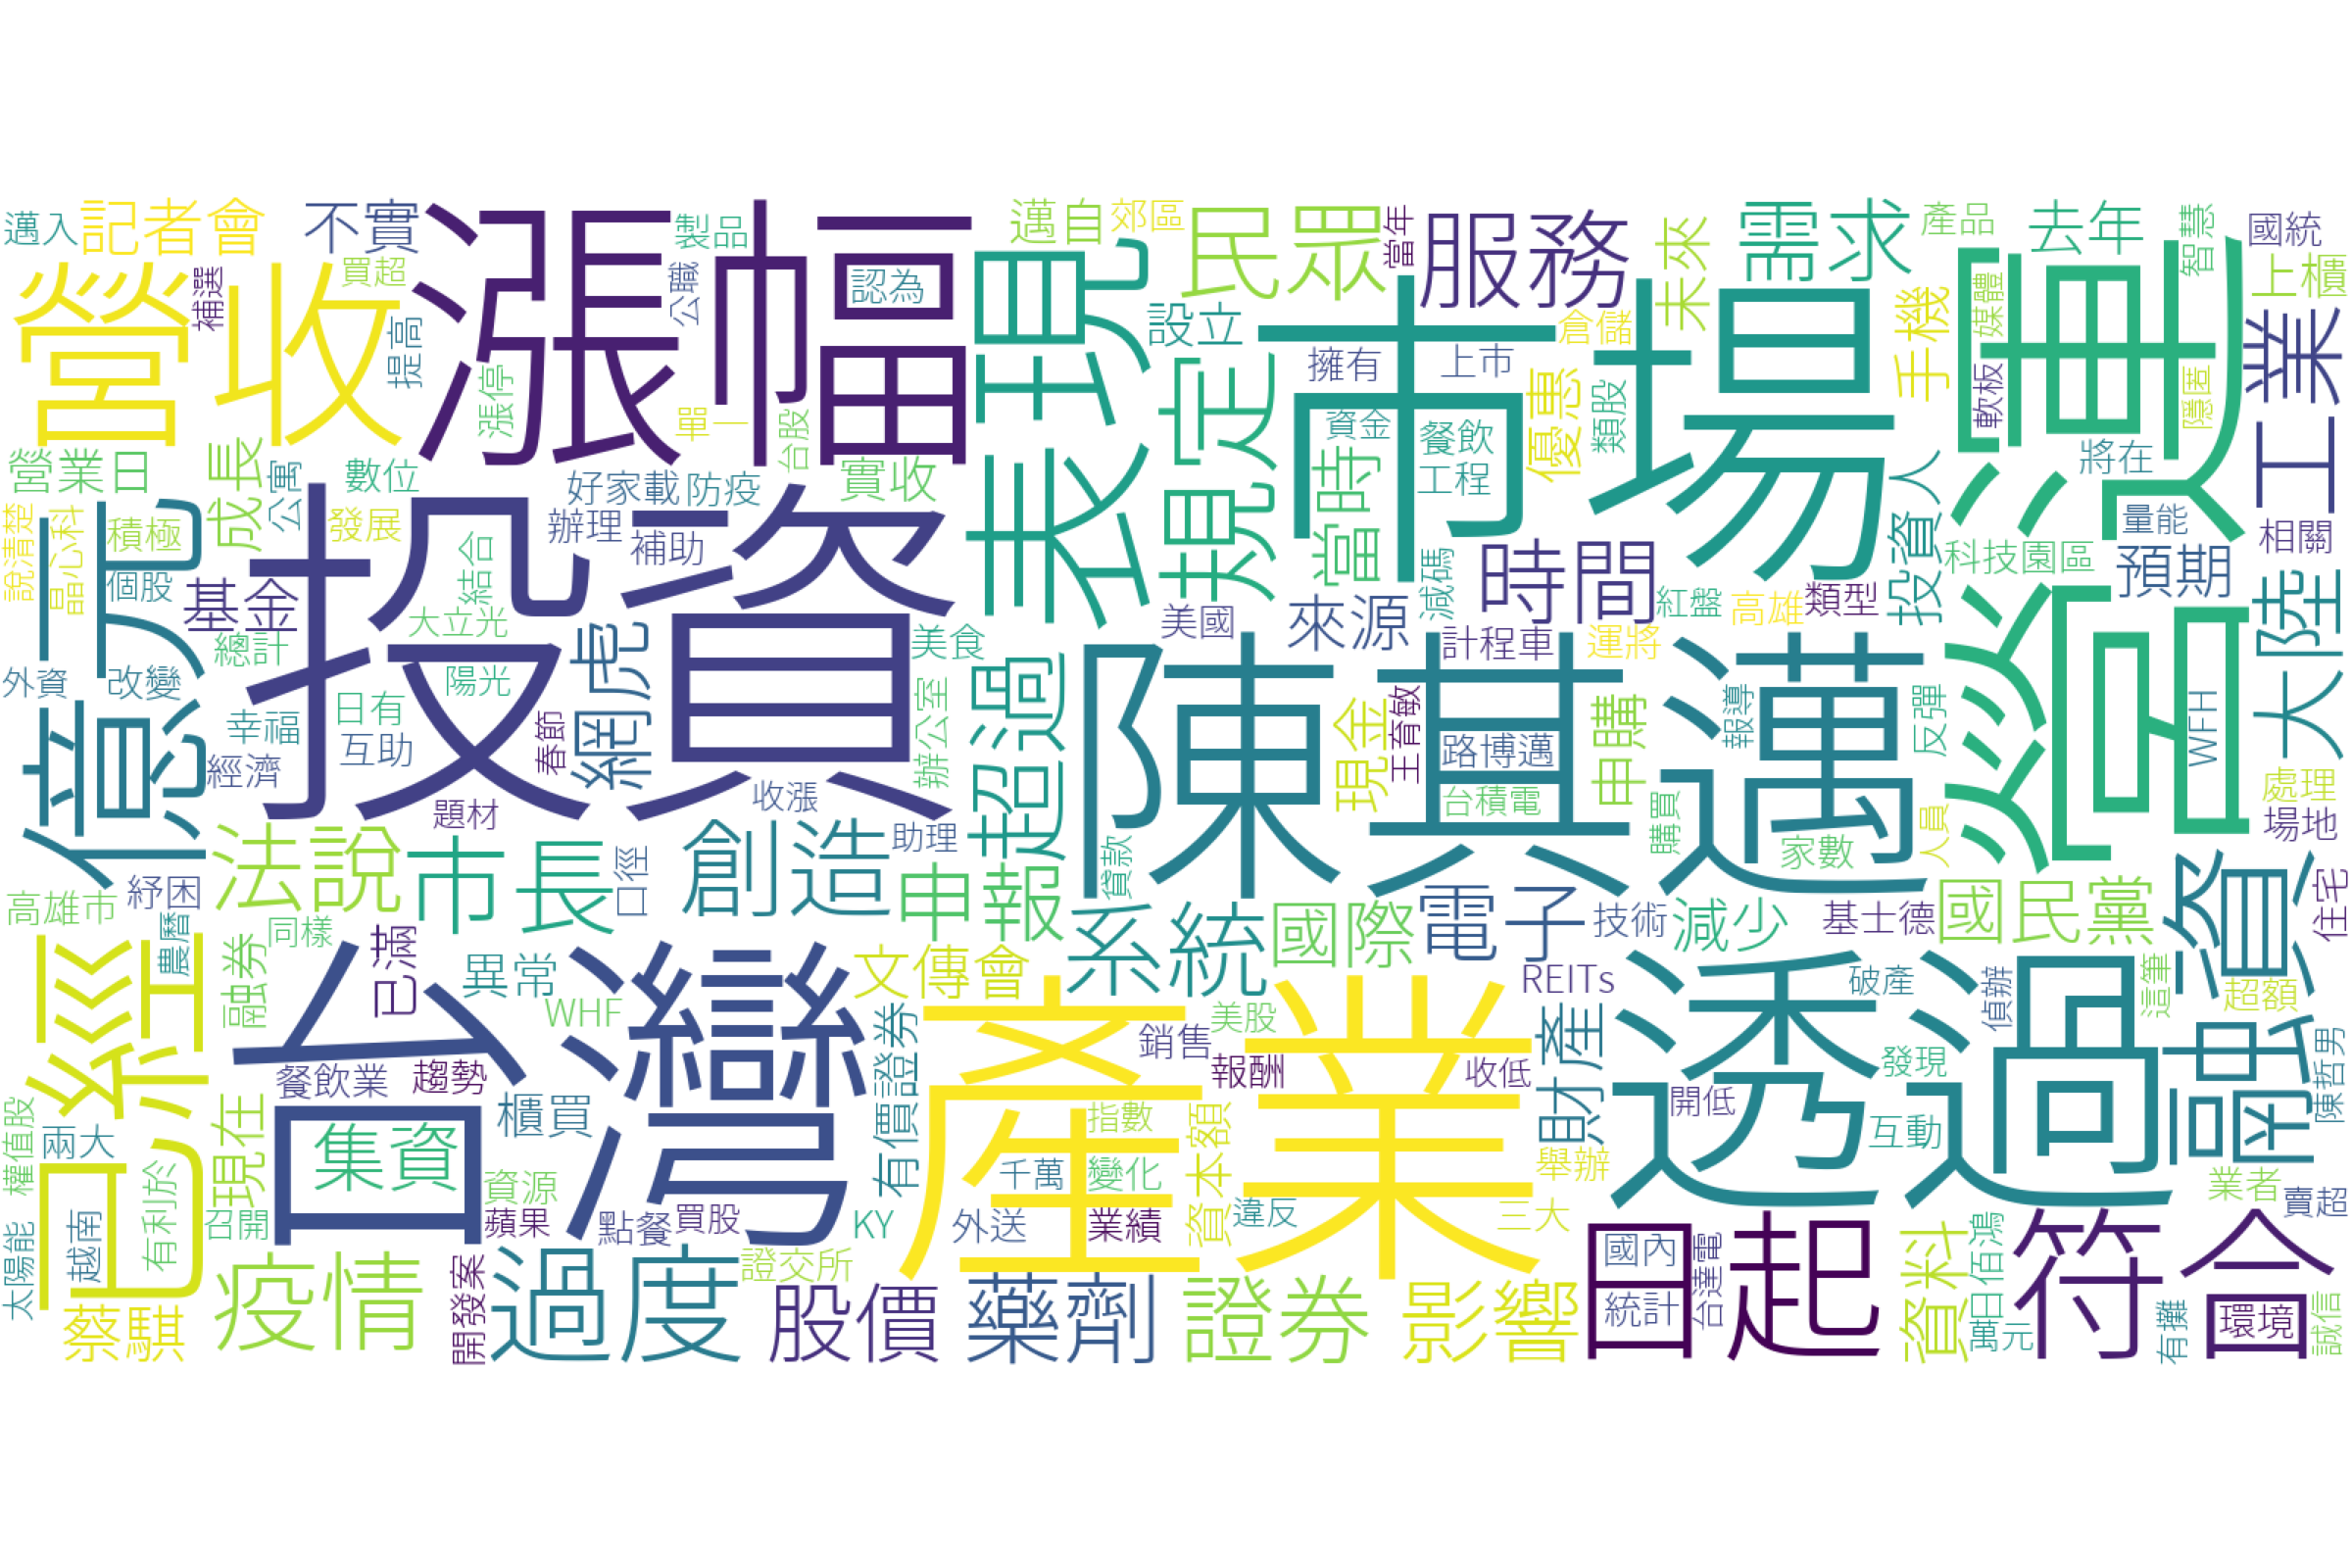 邁入
記者會
不實
漲幅
製品
邁自
郊區
民眾
當年
服務
未來
需求
產品
去年
智慧
國統
上櫃
營收
補選
買超
提高
公職
認為
表現
設立
市場
倉儲
擁有
上市
手機
媒體
軟板
隱匿
營運
工業
漲停
單一
台股
規定
優惠
類股
營業日
成長
公寓
數位
好家載
防疫
實收
當時
資金
餐飲
工程
投資人
將在
量能
相關
說清楚
晶心科
積極
發展
辦理
補助
結合
投資
減碼
時間
科技園區
預期
大陸
億元
個股
基金
大立光
網虎
美食
美國
來源
紅盤
高雄
類型
總計
外資
改變
陽光
辦公室
超過
陳其邁
計程車
運將
現金
王育敏
申購
報導
反彈
WFH
幸福
日有
互助
經濟
春節
收漲
路博邁
台積電
購買
家數
人員
處理
場地
題材
法說
市長
口徑
創造
助理
申報
貸款
高雄市
紓困
農曆
同樣
融券
已滿
異常
文傳會
系統
國際
電子
技術
減少
基士德
國民黨
融資
住宅
已經
台灣
WHF
產業
美股
REITs
透過
破產
偵辦
這筆
超額
餐飲業
趨勢
櫃買
有價證券
銷售
報酬
收低
財產
開低
發現
互動
陳哲男
權值股
兩大
現在
集資
指數
千萬
變化
資本額
違反
舉辦
三大
業者
賣超
太陽能
越南
有利於
召開
資源
蘋果
點餐
買股
KY
外送
業績
日起
國內
統計
台達電
資料
佰鴻
符合
環境
誠信
蔡騏
疫情
開發案
過度
證交所
股價
藥劑
證券
影響
萬元
有攤